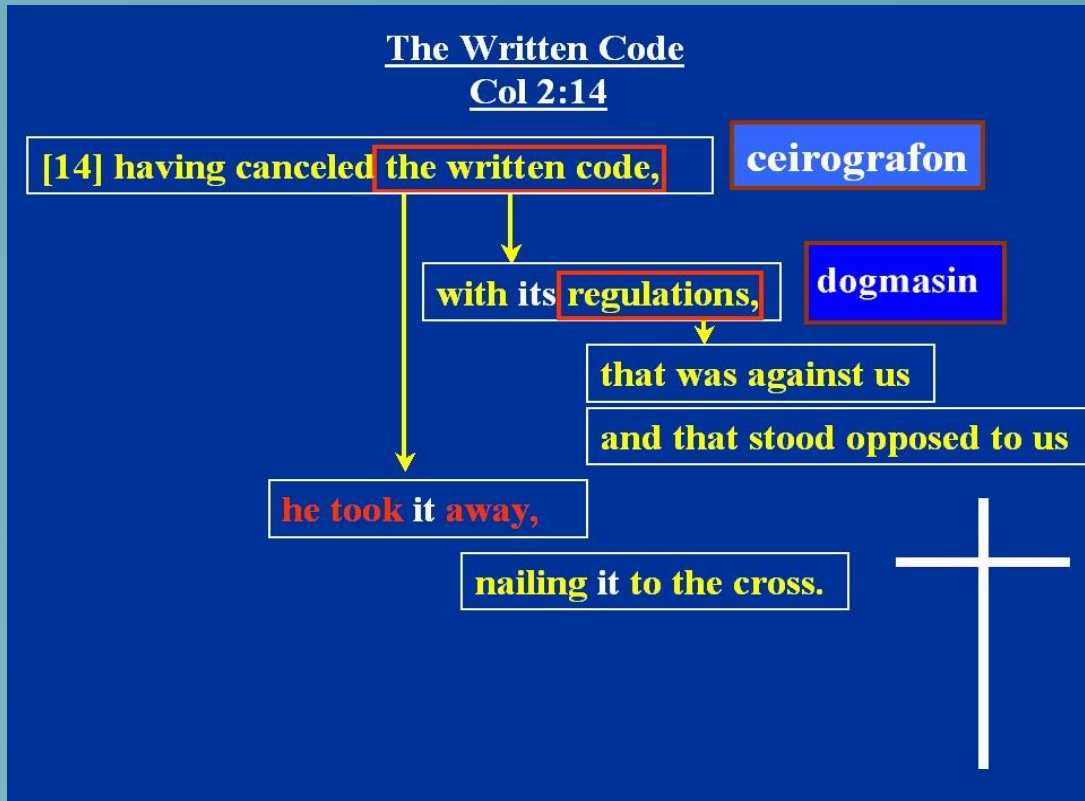 The Written Code
Col 2:14
[14] having canceled the written code,
ceirografon
with its regulations,
dogmasin
that was against us
and that stood opposed to us
he took it away,
nailing it to the cross.